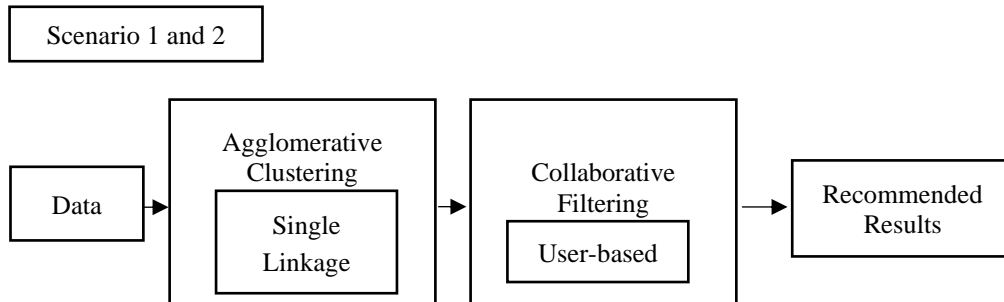 Scenario 1 and 2
Data
Agglomerative
Clustering
Single
Linkage
Collaborative
Filtering
User-based
Recommended
Results